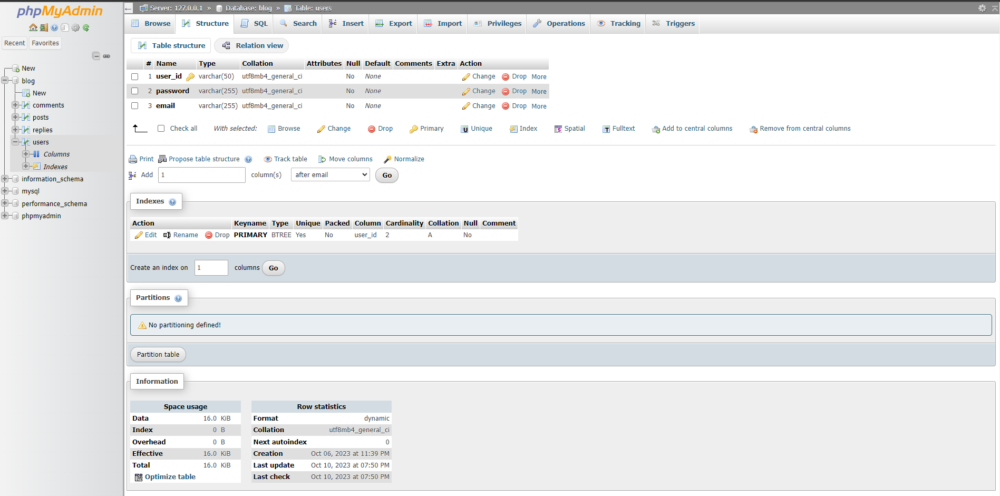 phpMyAdmin
Recent Favorites
New
blog
New
comments
posts
replies
users
Columns
Indexes
information_schema
mysql
performance_schema
phpmyadmin
Server: 127.0.0.1 » Database: blog » Table: users
Browse Structure SQL Search Insert Export Import Privileges Operations Tracking Triggers
Table structure Relation view
# Name Type Collation Attributes Null Default Comments Extra Action
1 user_id varchar(50) utf8mb4_general_ci No None Change Drop More
2 password varchar(255) utf8mb4_general_ci No None Change Drop More
3 email varchar(255) utf8mb4_general_ci No None Change Drop More
Check all With selected: Browse Change Drop Primary Unique Index Spatial Fulltext Add to central columns Remove from central columns
Print Propose table structure Track table Move columns Normalize
Add 1 column(s) after email Go
Indexes
Action Keyname Type Unique Packed Column Cardinality Collation Null Comment
Edit Rename Drop PRIMARY BTREE Yes No user_id 2 A No
Create an index on 1 columns Go
Partitions
No partitioning defined!
Partition table
Information
Space usage
Data 16.0 KiB
Index 0 B
Overhead 0 B
Effective 16.0 KiB
Total 16.0 KiB
Optimize table
Row statistics
Format dynamic
Collation utf8mb4_general_ci
Next autoindex 0
Creation Oct 06, 2023 at 11:39 PM
Last update Oct 10, 2023 at 07:50 PM
Last check Oct 10, 2023 at 07:50 PM